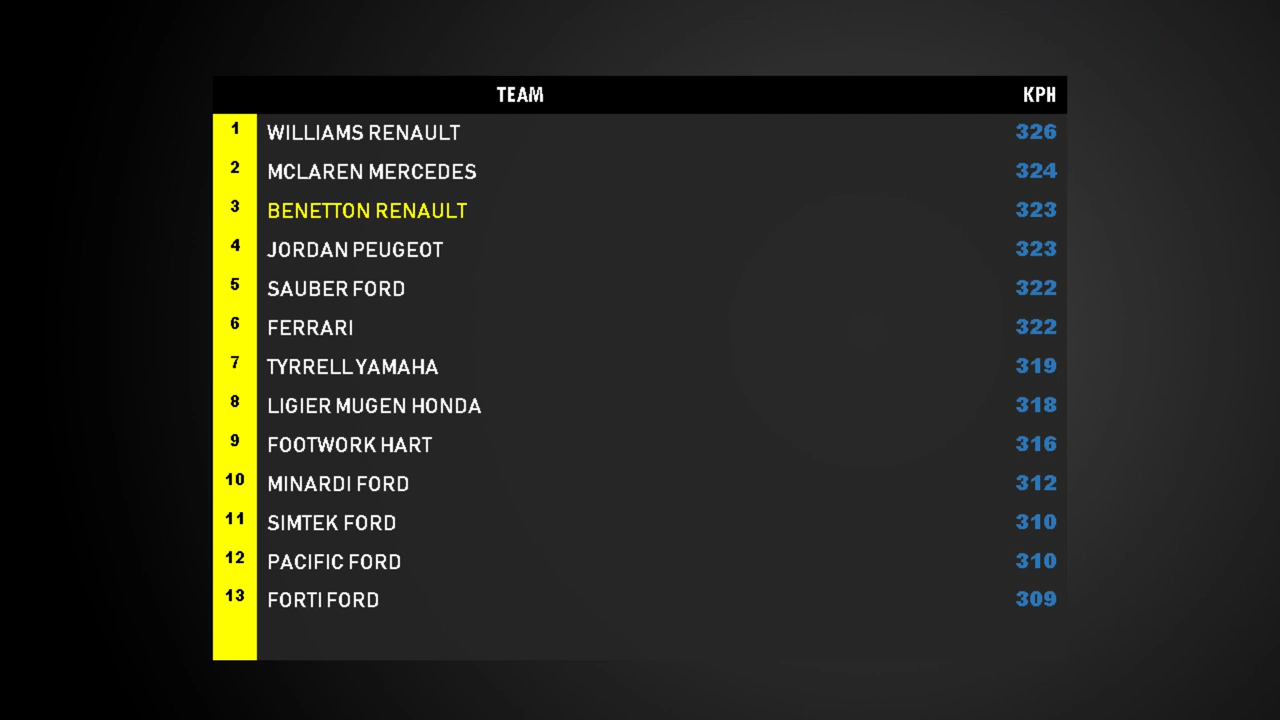 TEAM KPH
1 WILLIAMS RENAULT 326
2 MCLAREN MERCEDES 324
3 BENETTON RENAULT 323
4 JORDAN PEUGEOT 323
5 SAUBER FORD 322
6 FERRARI 322
7 TYRRELL YAMAHA 319
8 LIGIER MUGEN HONDA 318
9 FOOTWORK HART 316
10 MINARDI FORD 312
11 SIMTEK FORD 310
12 PACIFIC FORD 310
13 FORTI FORD 309